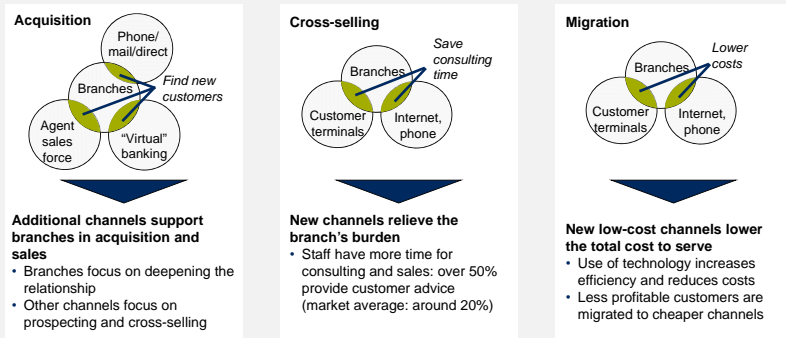 Acquisition
Phone/
mail/direct
Branches
Find new
customers
Agent
sales
force
“Virtual”
banking
Additional channels support
branches in acquisition and
sales
• Branches focus on deepening the
relationship
• Other channels focus on
prospecting and cross-selling
Cross-selling
Save
consulting
time
Branches
Customer
terminals
Internet,
phone
New channels relieve the
branch’s burden
• Staff have more time for
consulting and sales: over 50%
provide customer advice
(market average: around 20%)
Migration
Lower
costs
Branches
Customer
terminals
Internet,
phone
New low-cost channels lower
the total cost to serve
• Use of technology increases
efficiency and reduces costs
• Less profitable customers are
migrated to cheaper channels